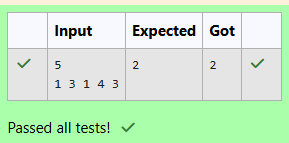 Input Expected Got
5 2 2
1 3 1 4 3
Passed all tests!